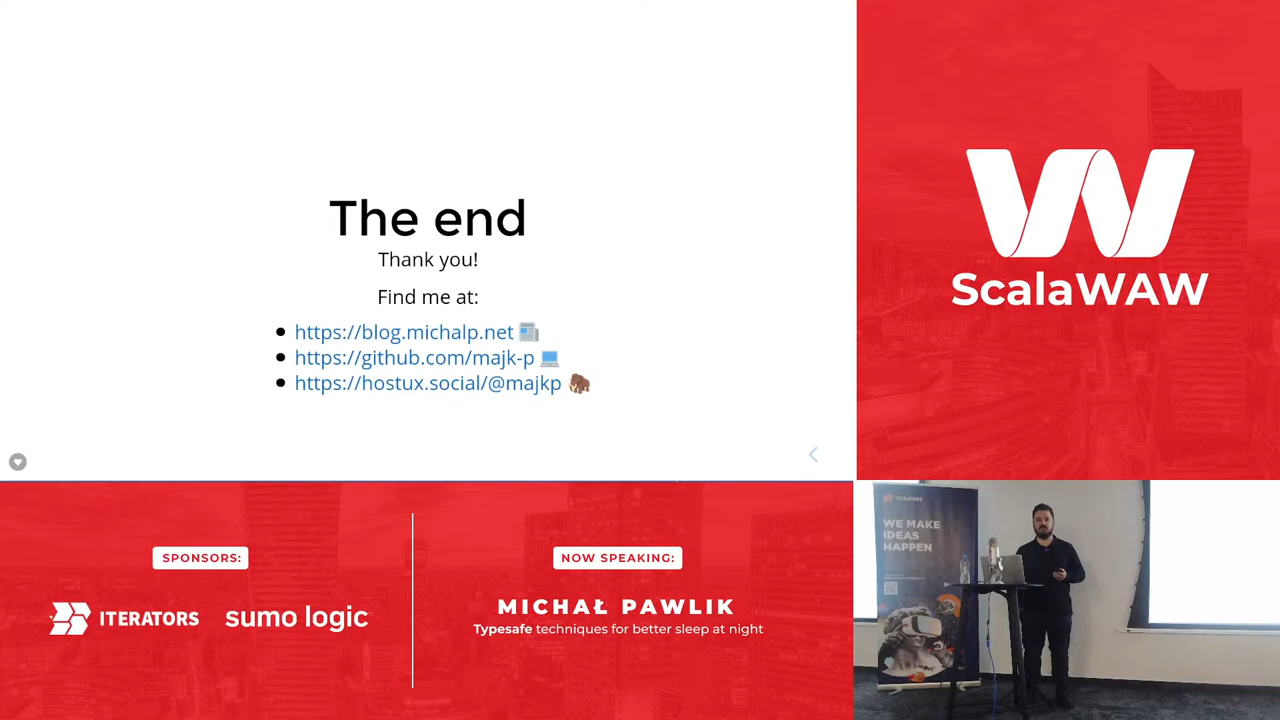 The end
Thank you!
Find me at:
https://blog.michalp.net
https://github.com/majk-p
https://hostux.social/@majkp
ScalaWAW
SPONSORS:
ITERATORS
sumo logic
NOW SPEAKING:
MICHAŁ PAWLIK
Typesafe techniques for better sleep at night
ITERATORS
WE MAKE
IDEAS
HAPPEN